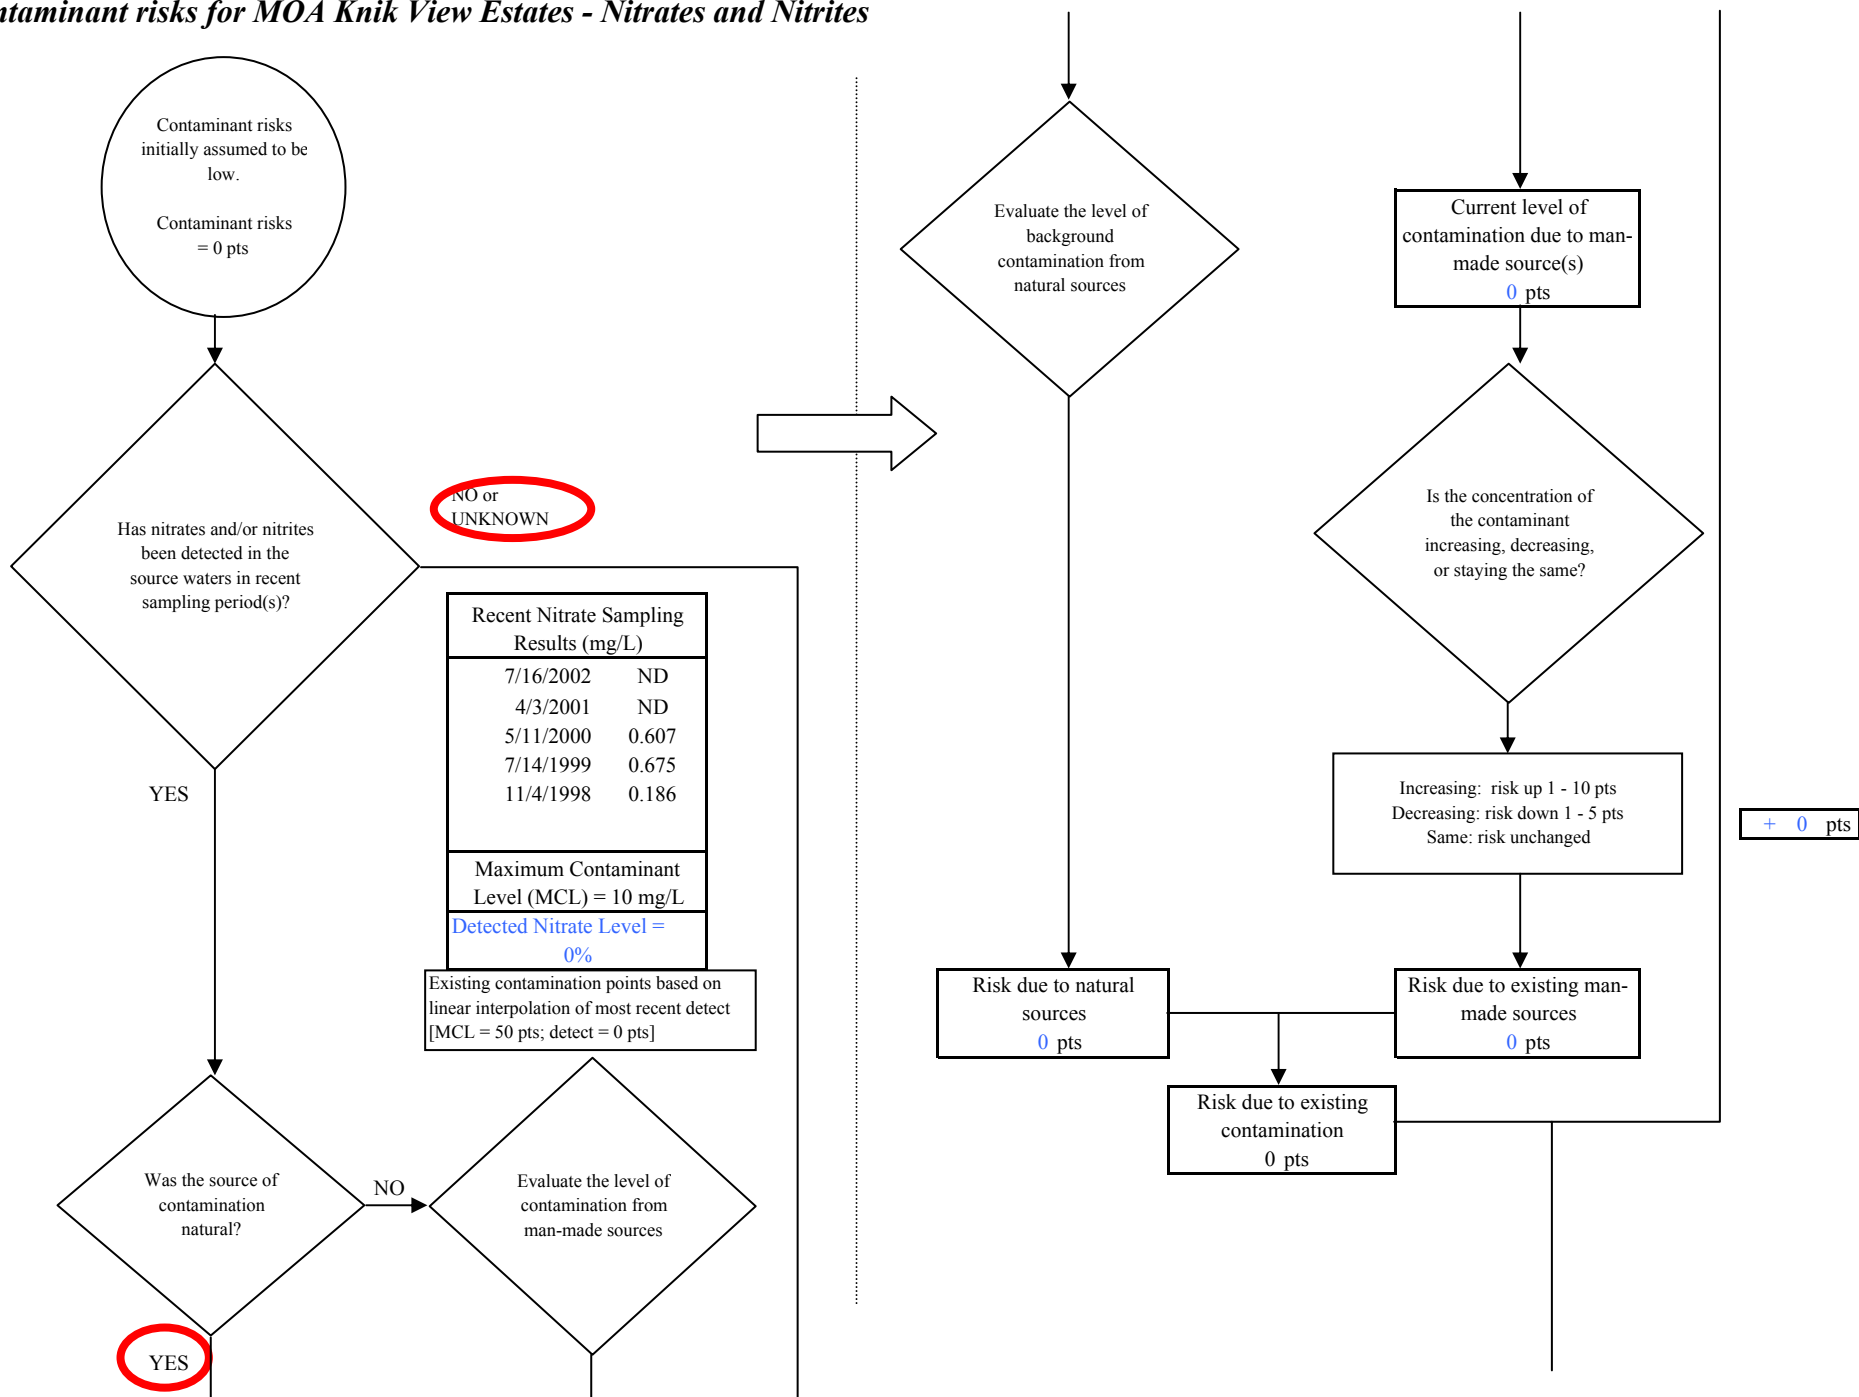 ntaminant risks for MOA Knik View Estates - Nitrates and Nitrites
Contaminant risks
initially assumed to be
low.
Contaminant risks
= 0 pts
Has nitrates and/or nitrites
been detected in the
source waters in recent
sampling period(s)?
NO or
UNKNOWN
YES
Recent Nitrate Sampling
Results (mg/L)
7/16/2002 ND
4/3/2001 ND
5/11/2000 0.607
7/14/1999 0.675
11/4/1998 0.186
Maximum Contaminant
Level (MCL) = 10 mg/L
Detected Nitrate Level =
0%
Existing contamination points based on
linear interpolation of most recent detect
[MCL = 50 pts; detect = 0 pts]
Was the source of
contamination
natural?
NO
Evaluate the level of
contamination from
man-made sources
YES
Evaluate the level of
background
contamination from
natural sources
Current level of
contamination due to man-
made source(s)
0 pts
Is the concentration of
the contaminant
increasing, decreasing,
or staying the same?
Increasing: risk up 1 - 10 pts
Decreasing: risk down 1 - 5 pts
Same: risk unchanged
+ 0 pts
Risk due to natural
sources
0 pts
Risk due to existing man-
made sources
0 pts
Risk due to existing
contamination
0 pts